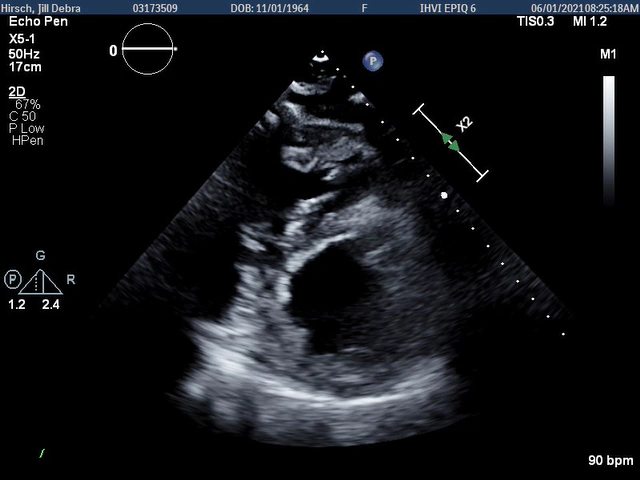 Hirsch, Jill Debra 03173509 DOB: 11/01/1964 F IHVI EPIQ 6 06/01/2021 08:25:18AM
Echo Pen TIS0.3 MI 1.2
X5-1
50Hz
17cm
0
P
M1
2D
67%
C 50
P Low
HPen
X2
G
P R
1.2 2.4
90 bpm